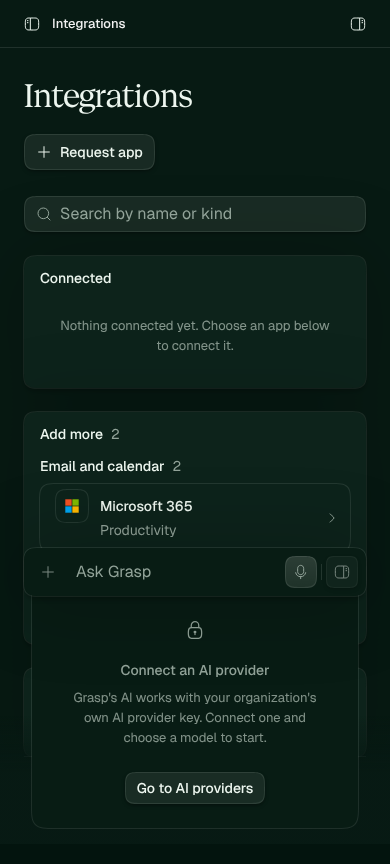 Integrations
Integrations
Request app
Search by name or kind
Connected
Nothing connected yet. Choose an app below
to connect it.
Add more 2
Email and calendar 2
Microsoft 365
Productivity
Ask Grasp
Connect an AI provider
Grasp's AI works with your organization's
own AI provider key. Connect one and
choose a model to start.
Go to AI providers